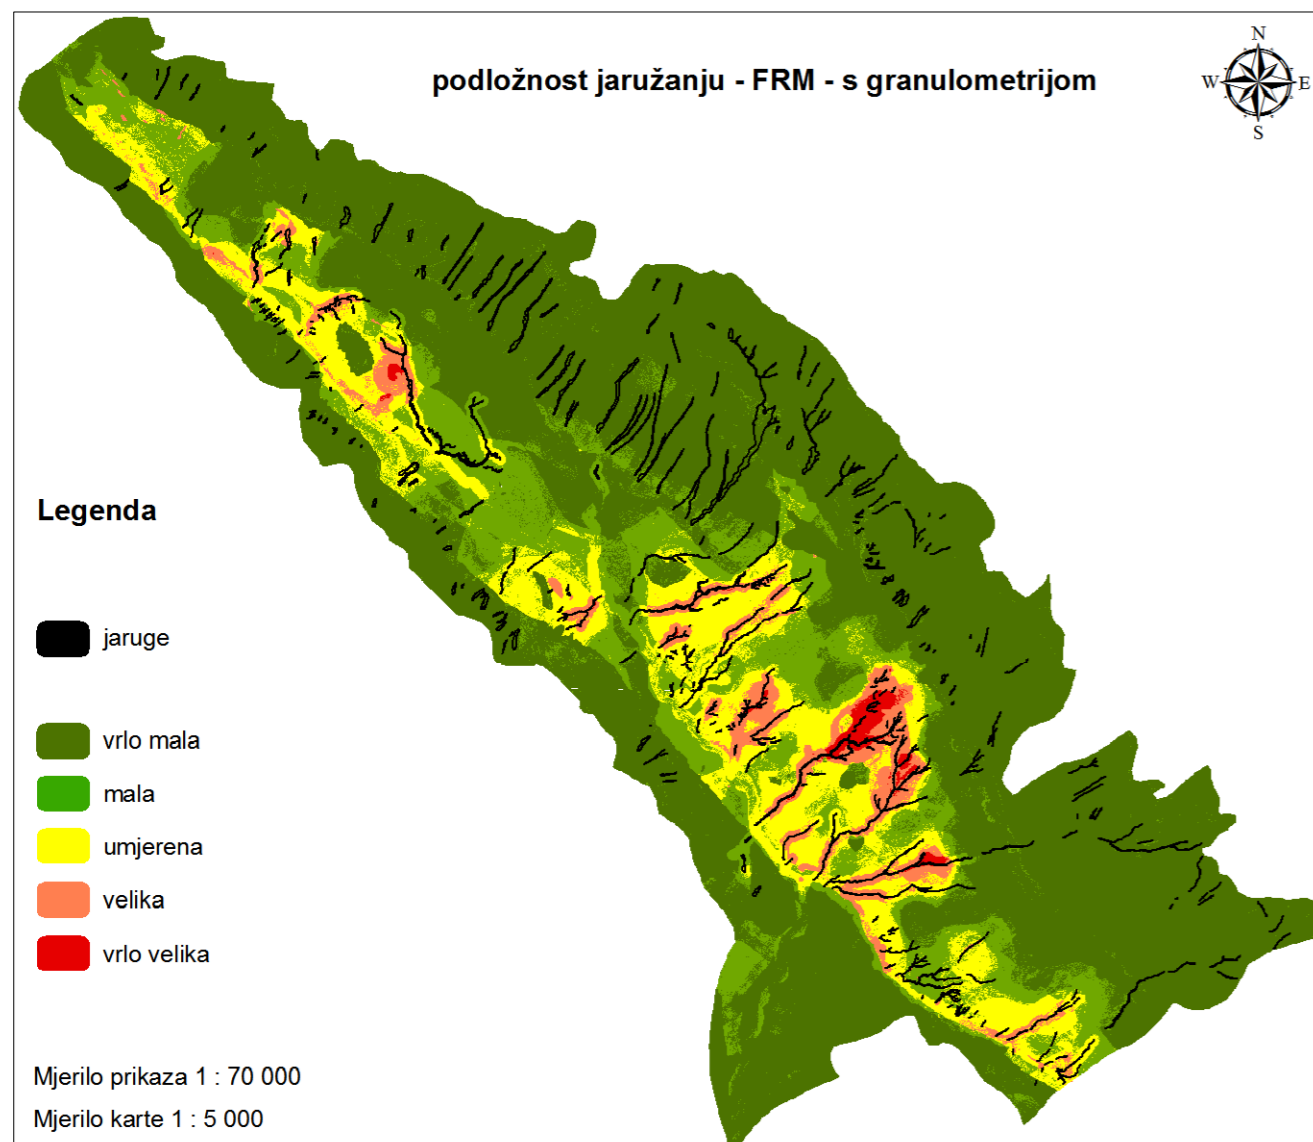 podložnost jaružanju - FRM - s granulometrijom
N
W E
S
Legenda
jaruge
vrlo mala
mala
umjerena
velika
vrlo velika
Mjerilo prikaza 1 : 70 000
Mjerilo karte 1 : 5 000